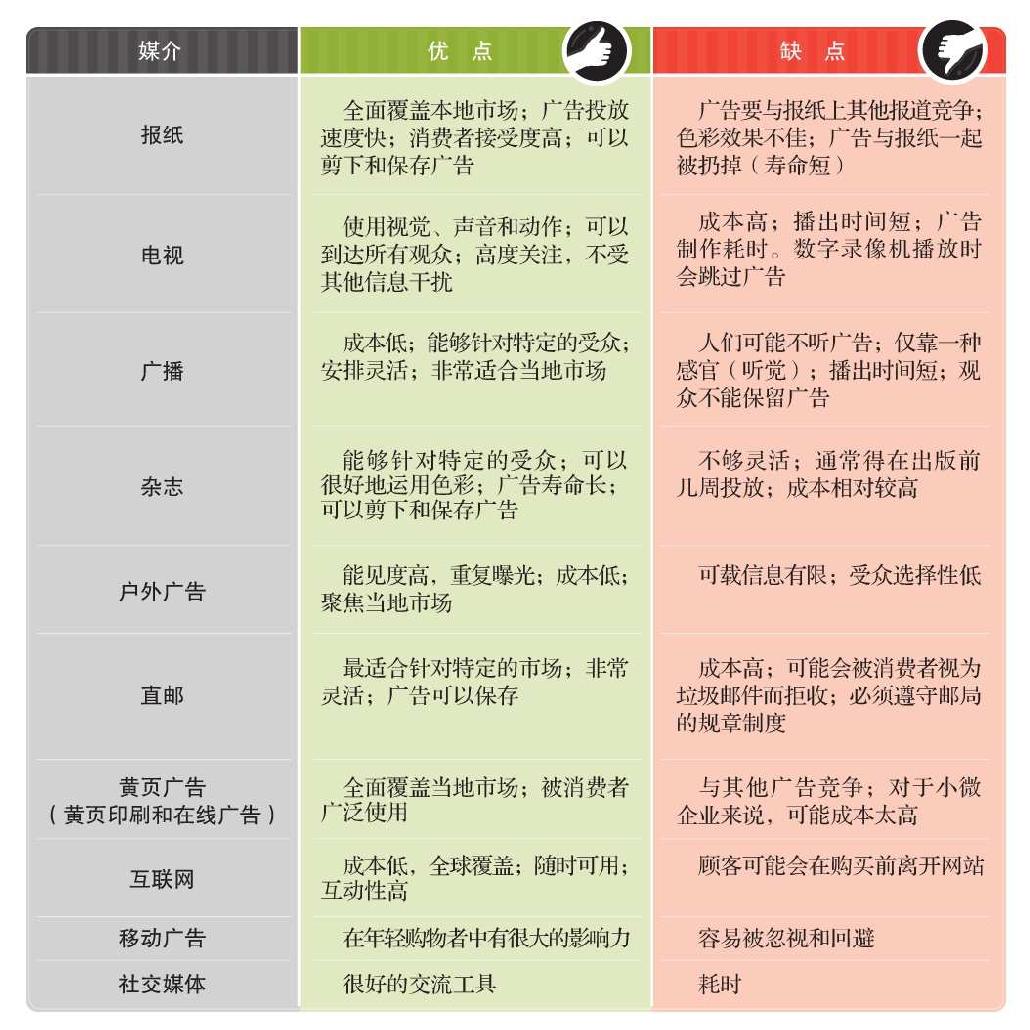 媒介
优 点
缺 点
报纸
全面覆盖本地市场；广告投放
速度快；消费者接受度高；可以
剪下和保存广告
广告要与报纸上其他报道竞争；
色彩效果不佳；广告与报纸一起
被扔掉（寿命短）
电视
使用视觉、声音和动作；可以
到达所有观众；高度关注，不受
其他信息干扰
成本高；播出时间短；广告
制作耗时。数字录像机播放时
会跳过广告
广播
成本低；能够针对特定的受众；
安排灵活；非常适合当地市场
人们可能不听广告；仅靠一种
感官（听觉）；播出时间短；观
众不能保留广告
杂志
能够针对特定的受众；可以
很好地运用色彩；广告寿命长；
可以剪下和保存广告
不够灵活；通常得在出版前
几周投放；成本相对较高
户外广告
能见度高，重复曝光；成本低；
聚焦当地市场
可载信息有限；受众选择性低
直邮
最适合针对特定的市场；非常
灵活；广告可以保存
成本高；可能会被消费者视为
垃圾邮件而拒收；必须遵守邮局
的规章制度
黄页广告
（黄页印刷和在线广告）
全面覆盖当地市场；被消费者
广泛使用
与其他广告竞争；对于小微
企业来说，可能成本太高
互联网
成本低，全球覆盖；随时可用；
互动性高
顾客可能会在购买前离开网站
移动广告
在年轻购物者中有很大的影响力
容易被忽视和回避
社交媒体
很好的交流工具
耗时